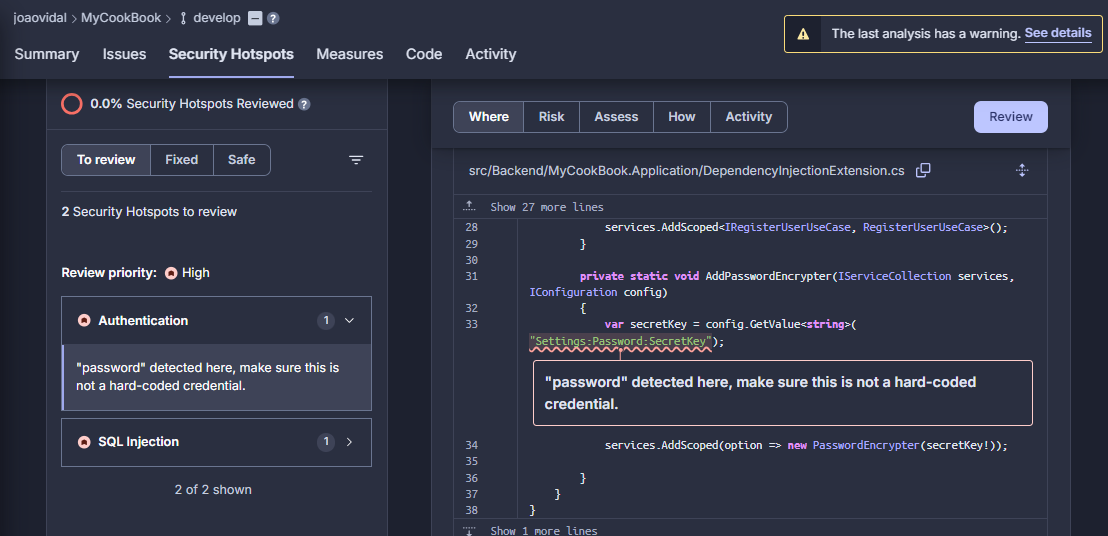 joaovidal > MyCookBook > develop
The last analysis has a warning. See details
Summary Issues Security Hotspots Measures Code Activity
0.0% Security Hotspots Reviewed ?
To review Fixed Safe
2 Security Hotspots to review
Review priority: High
Authentication 1
"password" detected here, make sure this is
not a hard-coded credential.
SQL Injection 1
2 of 2 shown
Where Risk Assess How Activity
Review
src/Backend/MyCookBook.Application/DependencyInjectionExtension.cs
Show 27 more lines
28 services.AddScoped<IRegisterUserUseCase, RegisterUserUseCase>();
29 }
30
31 private static void AddPasswordEncrypter(IServiceCollection services,
IConfiguration config)
32 {
33 var secretKey = config.GetValue<string>(
"Settings:Password:SecretKey");
"password" detected here, make sure this is not a hard-coded
credential.
34 services.AddScoped(option => new PasswordEncrypter(secretKey!));
35
36 }
37 }
38 }
Show 1 more lines